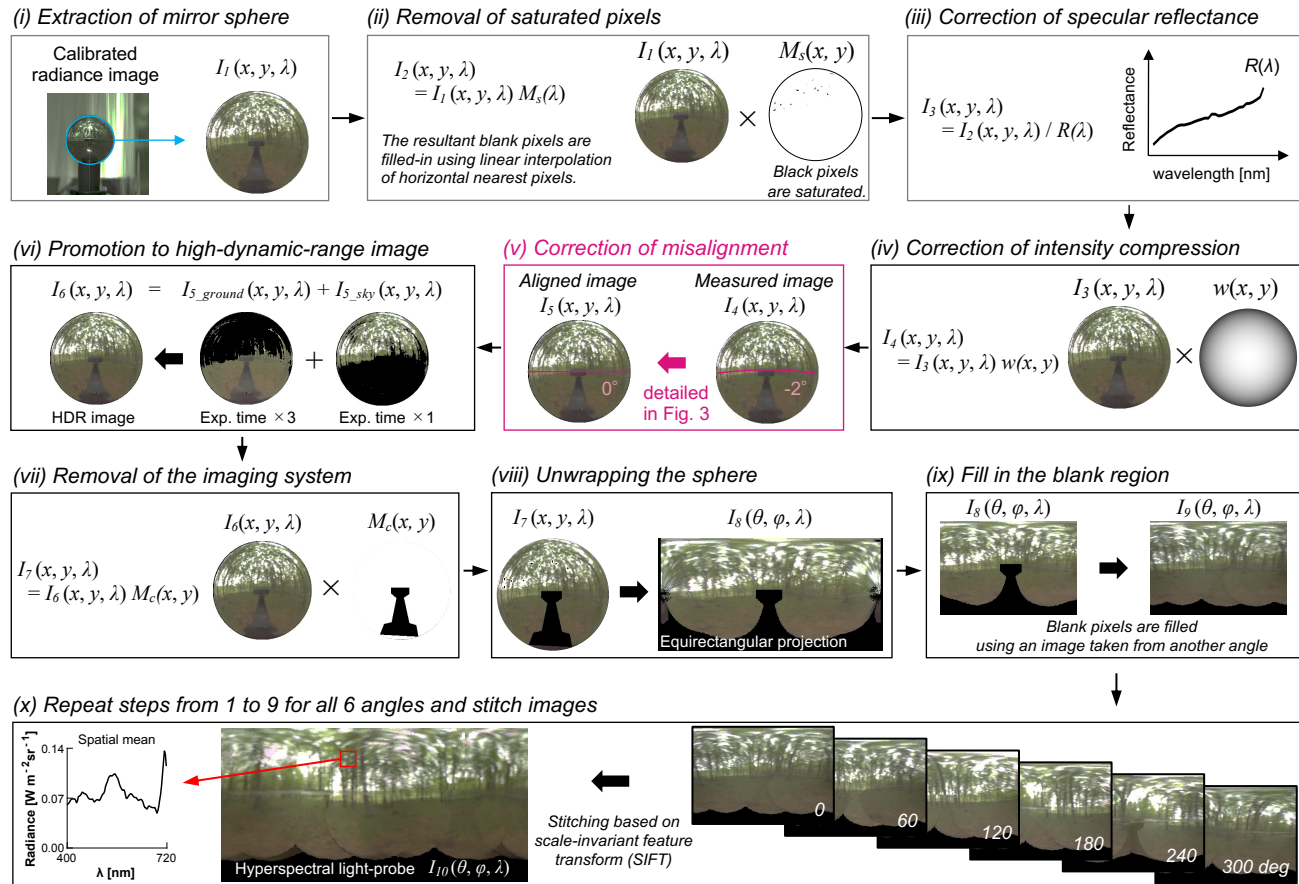 (i) Extraction of mirror sphere
Calibrated
radiance image
I1 (x, y, λ)
(ii) Removal of saturated pixels
I2 (x, y, λ)
= I1 (x, y, λ) Ms(λ)
The resultant blank pixels are
filled-in using linear interpolation
of horizontal nearest pixels.
I1 (x, y, λ)
×
Ms(x, y)
Black pixels
are saturated.
(iii) Correction of specular reflectance
I3 (x, y, λ)
= I2 (x, y, λ) / R(λ)
Reflectance
R(λ)
wavelength [nm]
(iv) Correction of intensity compression
I4 (x, y, λ)
= I3 (x, y, λ) w(x, y)
I3 (x, y, λ)
×
w(x, y)
(v) Correction of misalignment
Aligned image
I5 (x, y, λ)
0°
Measured image
I4 (x, y, λ)
-2°
detailed
in Fig. 3
(vi) Promotion to high-dynamic-range image
I6 (x, y, λ) = I5_ground (x, y, λ) + I5_sky (x, y, λ)
+
HDR image
Exp. time ×3
Exp. time ×1
(vii) Removal of the imaging system
I7 (x, y, λ)
= I6 (x, y, λ) Mc(x, y)
I6(x, y, λ)
×
Mc(x, y)
(viii) Unwrapping the sphere
I7 (x, y, λ)
I8 (θ, φ, λ)
Equirectangular projection
(ix) Fill in the blank region
I8 (θ, φ, λ)
I9 (θ, φ, λ)
Blank pixels are filled
using an image taken from another angle
(x) Repeat steps from 1 to 9 for all 6 angles and stitch images
Radiance [W m-2sr-1]
Spatial mean
0.14
0.07
0.00
400
720
λ [nm]
Hyperspectral light-probe I10 (θ, φ, λ)
Stitching based on
scale-invariant feature
transform (SIFT)
0
60
120
180
240
300 deg